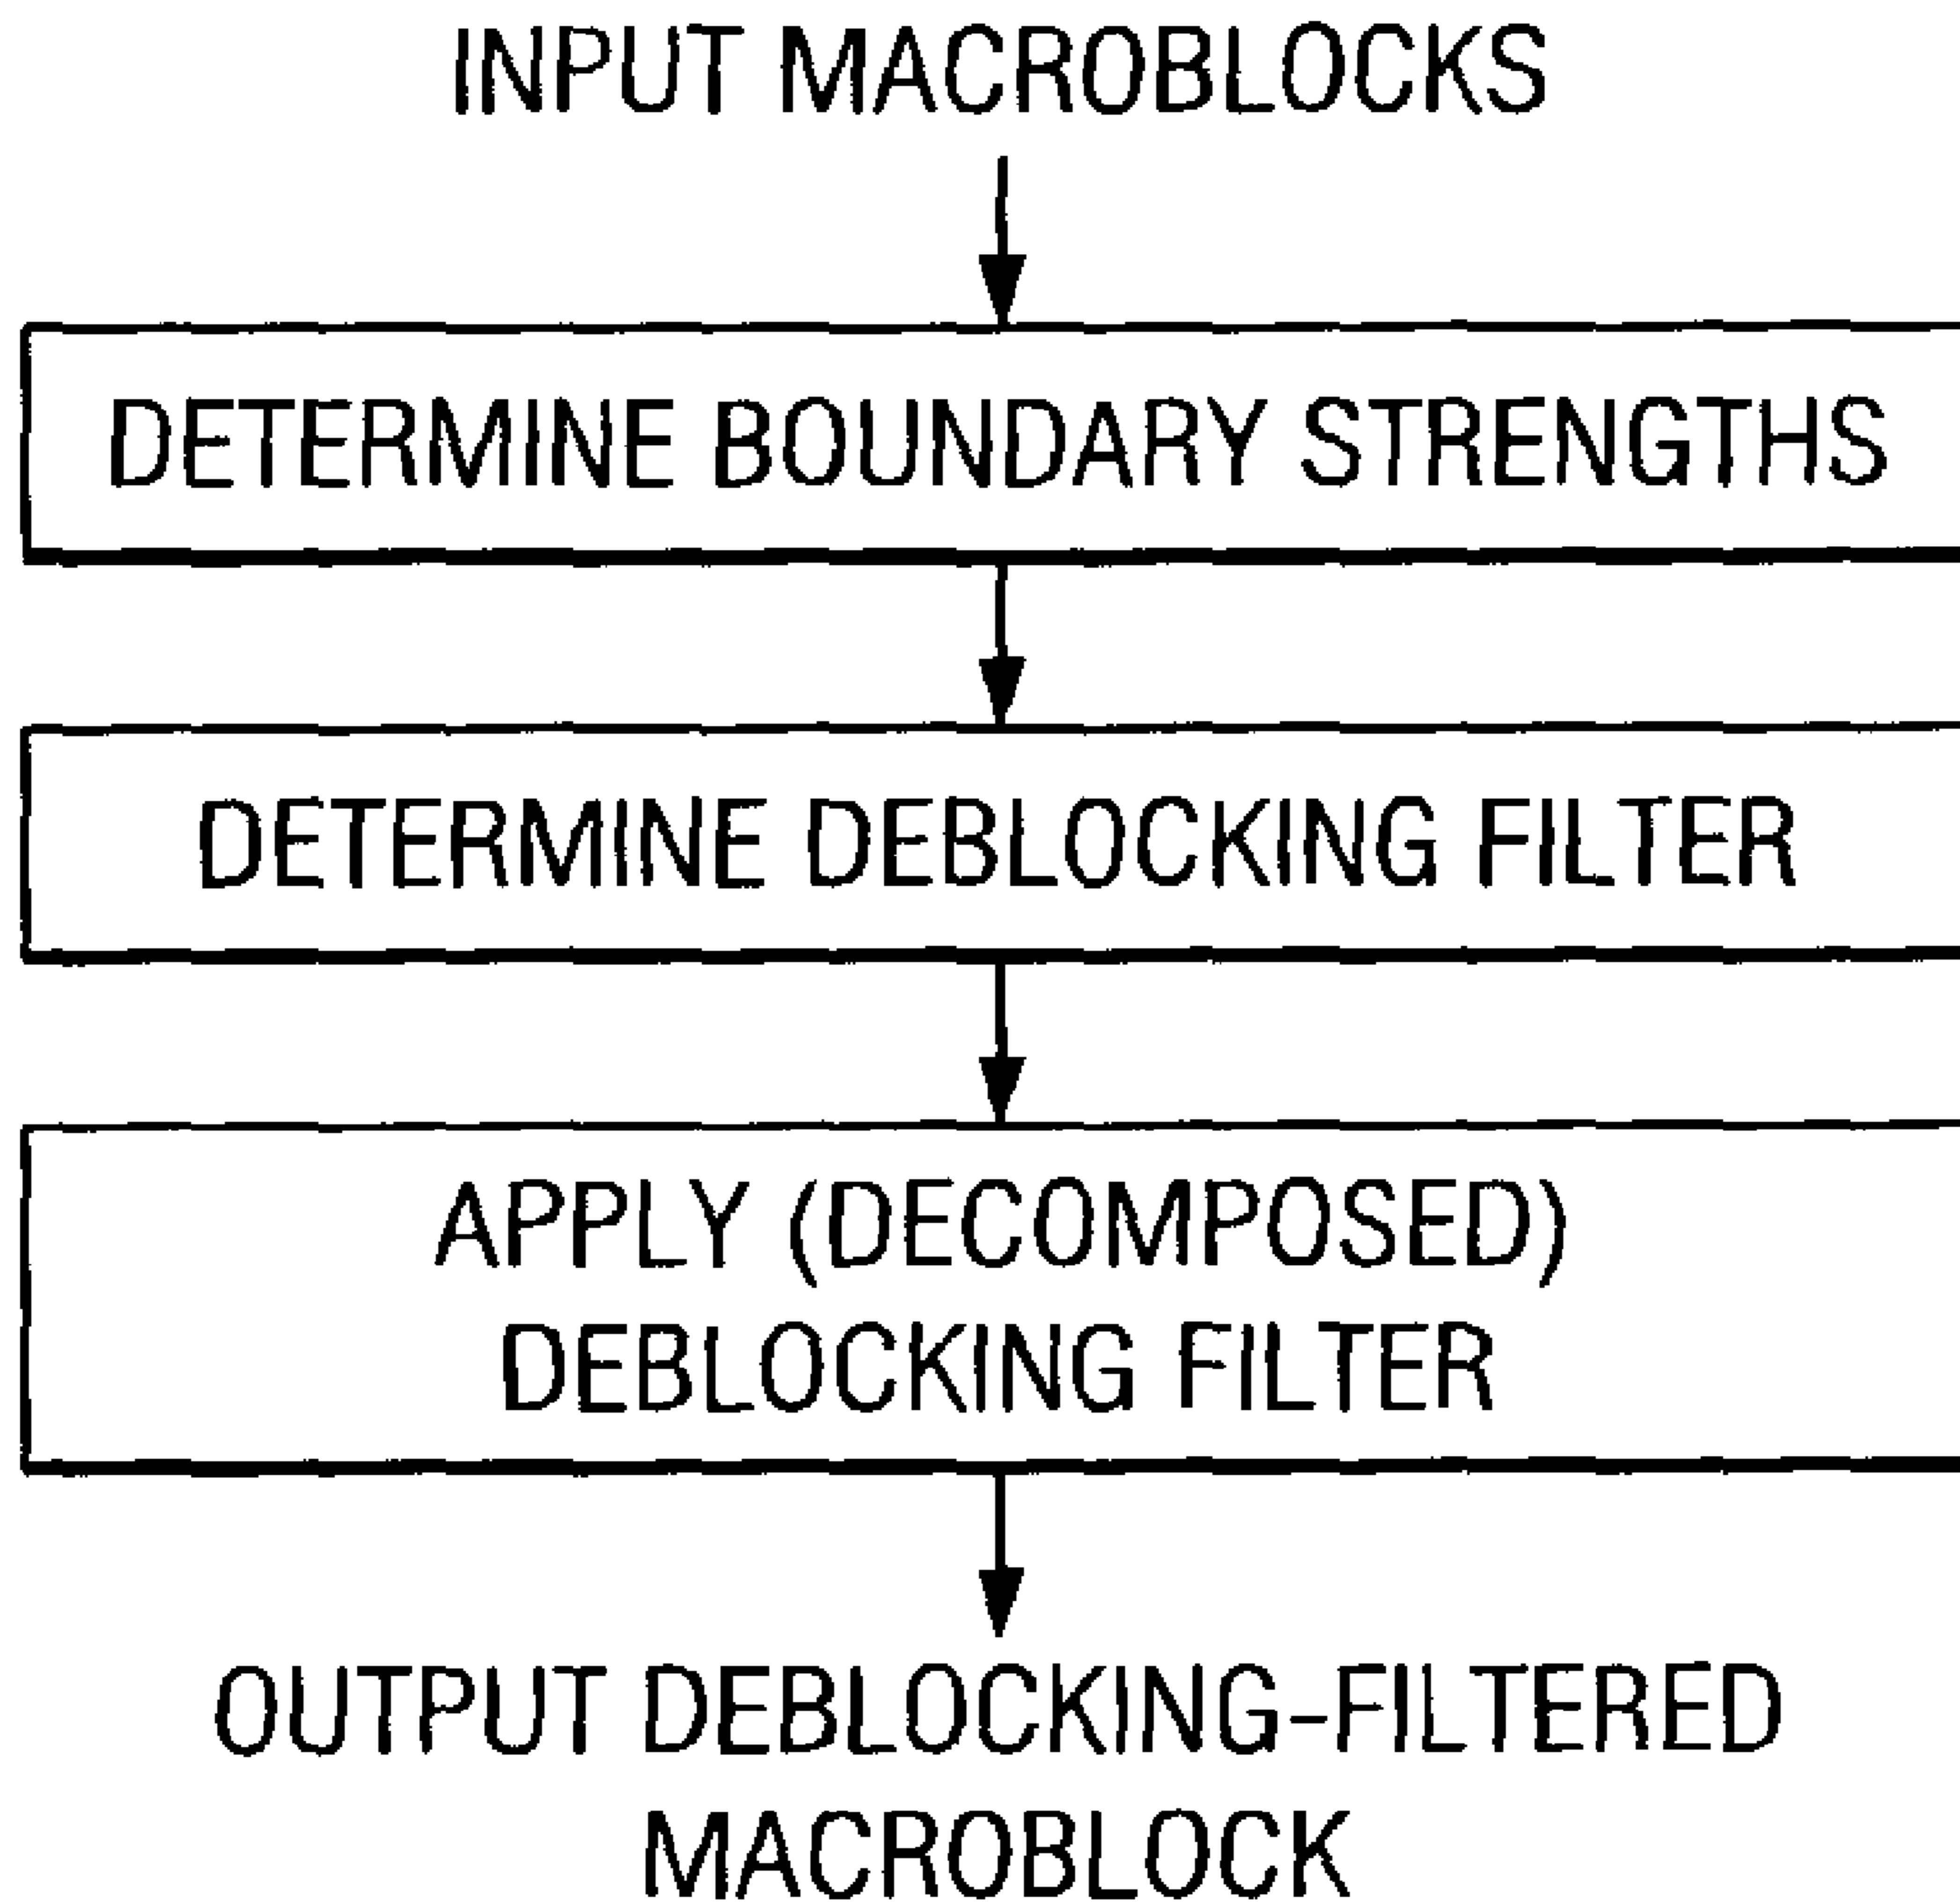 INPUT MACROBLOCKS
DETERMINE BOUNDARY STRENGTHS
DETERMINE DEBLOCKING FILTER
APPLY (DECOMPOSED)
DEBLOCKING FILTER
OUTPUT DEBLOCKING-FILTERED
MACROBLOCK